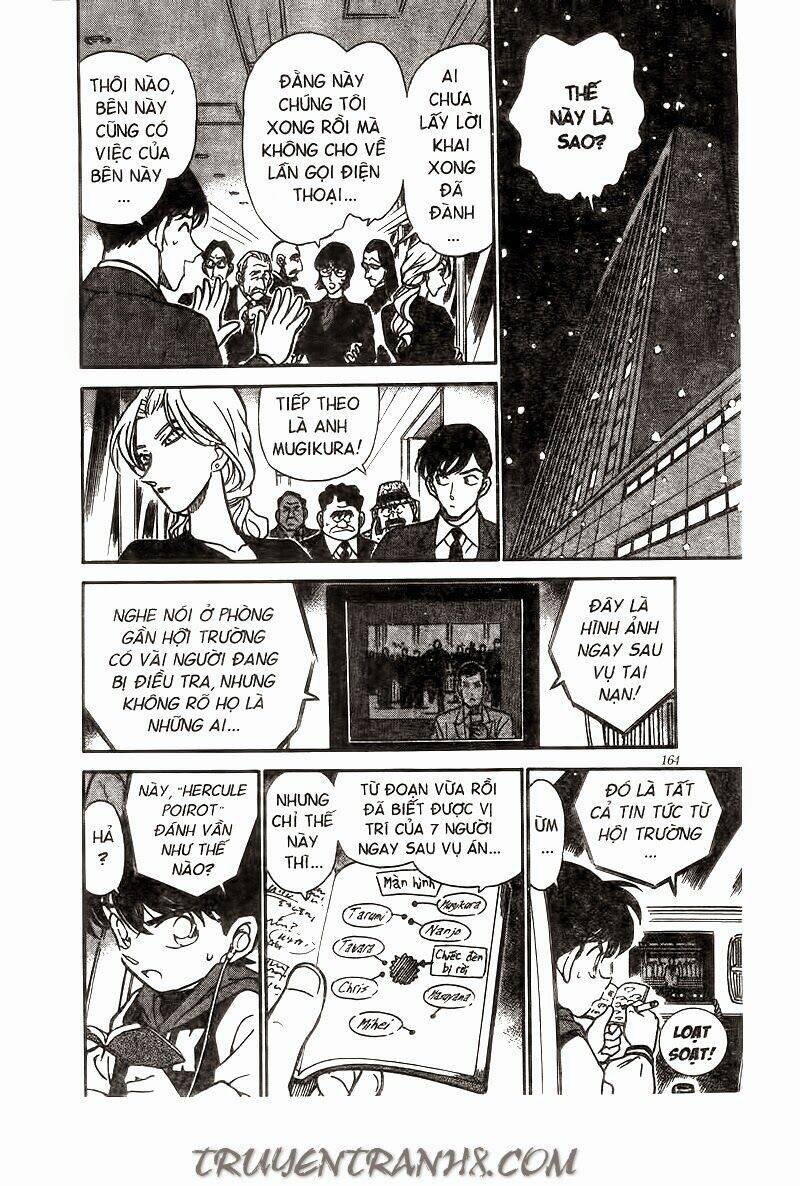 THẾ
NÀY LÀ
SAO?
AI
CHƯA
LẤY LỜI
KHAI
XONG
ĐÃ
ĐÀNH
...
ĐẰNG NÀY
CHÚNG TÔI
XONG RỒI MÀ
KHÔNG CHO VỀ
LẪN GỌI ĐIỆN
THOẠI...
THÔI NÀO,
BÊN NÀY
CŨNG CÓ
VIỆC CỦA
BÊN NÀY
...
TIẾP THEO
LÀ ANH
MUGIKURA!
ĐÂY LÀ
HÌNH ẢNH
NGAY SAU
VỤ TAI
NẠN!
NGHE NÓI Ở PHÒNG
GẦN HỘI TRƯỜNG
CÓ VÀI NGƯỜI ĐANG
BỊ ĐIỀU TRA, NHƯNG
KHÔNG RÕ HỌ LÀ
NHỮNG AI...
164
ĐÓ LÀ TẤT
CẢ TIN TỨC TỪ
HỘI TRƯỜNG
...
ỪM
...
LOẠT
SOẠT!
TỪ ĐOẠN VỪA RỒI
ĐÃ BIẾT ĐƯỢC VỊ
TRÍ CỦA 7 NGƯỜI
NGAY SAU VỤ ÁN...
NHƯNG
CHỈ THẾ
NÀY
THÌ...
Màn hình
Mugikura
Tarumi
Nanjo
Tawara
Chiếc đèn
bị rơi
Chris
Masuyama
Mihei
NÀY, "HERCULE
POIROT"
ĐÁNH VẦN
NHƯ THẾ
NÀO?
HẢ
?
TRUYENTRANH8.COM